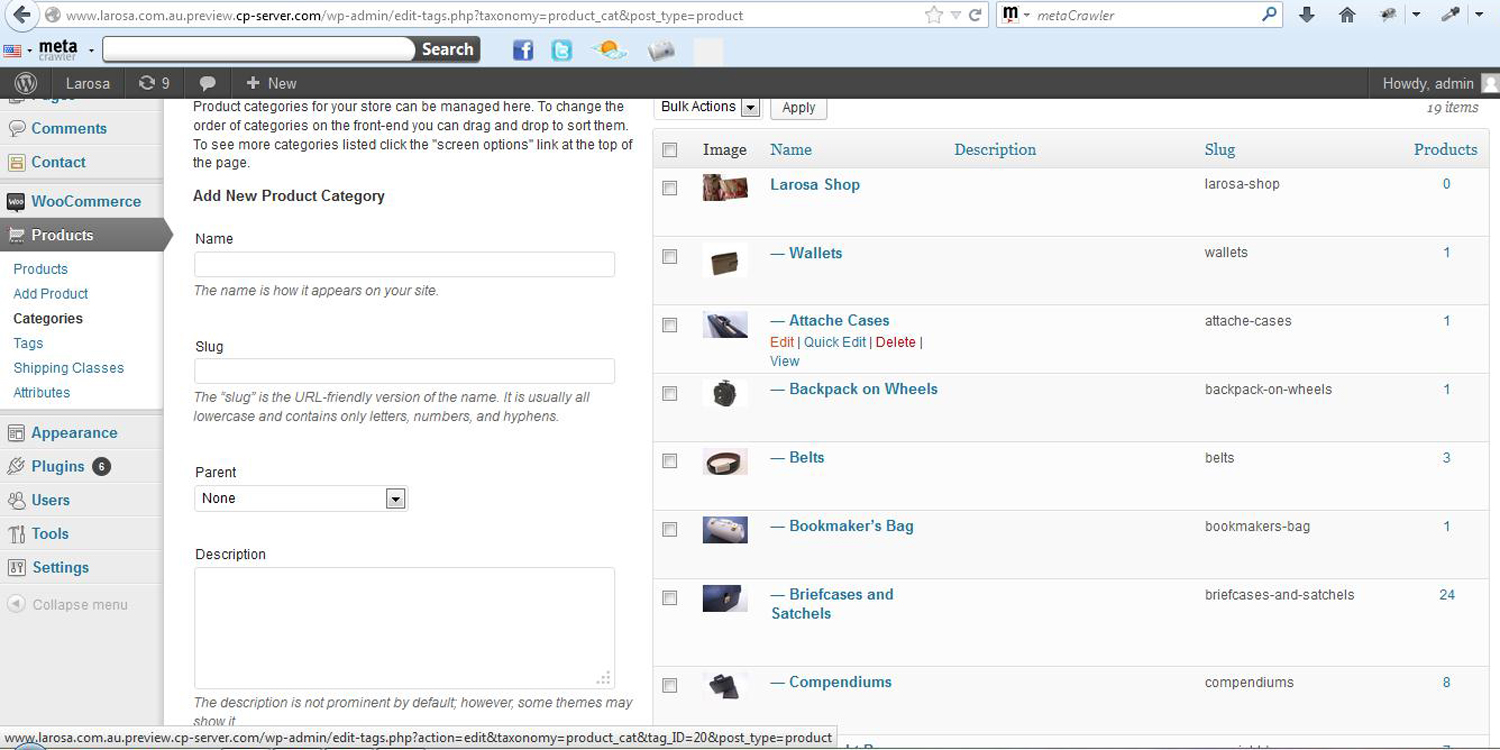 www.larosa.com.au.preview.cp-server.com/wp-admin/edit-tags.php?taxonomy=product_cat&post_type=product
m metaCrawler
meta
crawler
Search
Larosa 9 + New Howdy, admin
Comments
Contact
WooCommerce
Products
Products
Add Product
Categories
Tags
Shipping Classes
Attributes
Appearance
Plugins 6
Users
Tools
Settings
Collapse menu
Product categories for your store can be managed here. To change the
order of categories on the front-end you can drag and drop to sort them.
To see more categories listed click the "screen options" link at the top of
the page.
Add New Product Category
Name
The name is how it appears on your site.
Slug
The “slug” is the URL-friendly version of the name. It is usually all
lowercase and contains only letters, numbers, and hyphens.
Parent
None
Description
The description is not prominent by default; however, some themes may
show it
Bulk Actions Apply 19 items
Image Name Description Slug Products
Larosa Shop larosa-shop 0
— Wallets wallets 1
— Attache Cases attache-cases 1
Edit | Quick Edit | Delete |
View
— Backpack on Wheels backpack-on-wheels 1
— Belts belts 3
— Bookmaker’s Bag bookmakers-bag 1
— Briefcases and briefcases-and-satchels 24
Satchels
— Compendiums compendiums 8
www.larosa.com.au.preview.cp-server.com/wp-admin/edit-tags.php?action=edit&taxonomy=product_cat&tag_ID=20&post_type=product